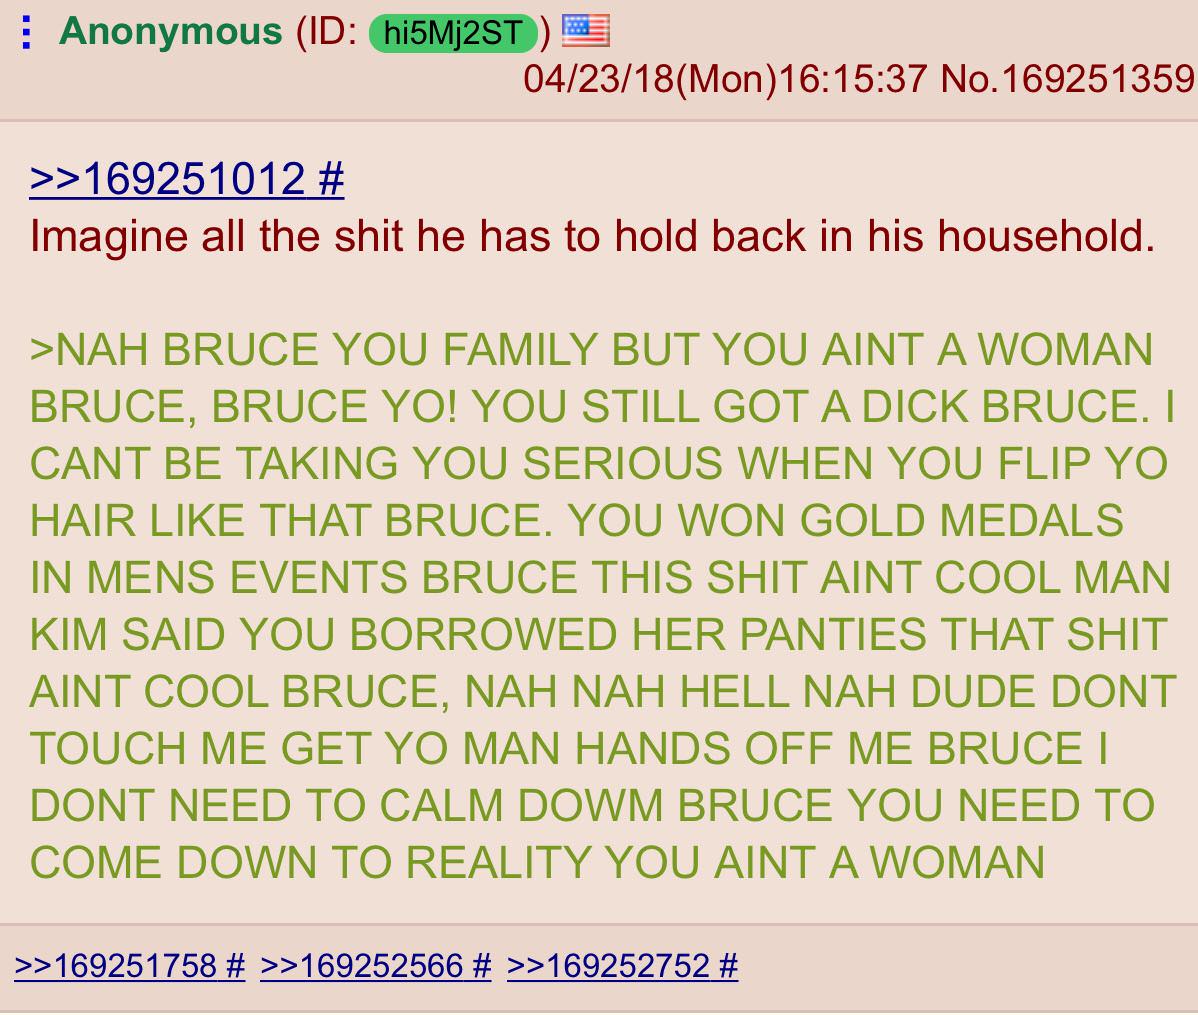 Anonymous (ID: hi5Mj2ST)
04/23/18(Mon)16:15:37 No.169251359
>>169251012 #
Imagine all the shit he has to hold back in his household.
>NAH BRUCE YOU FAMILY BUT YOU AINT A WOMAN
BRUCE, BRUCE YO! YOU STILL GOT A DICK BRUCE. I
CANT BE TAKING YOU SERIOUS WHEN YOU FLIP YO
HAIR LIKE THAT BRUCE. YOU WON GOLD MEDALS
IN MENS EVENTS BRUCE THIS SHIT AINT COOL MAN
KIM SAID YOU BORROWED HER PANTIES THAT SHIT
AINT COOL BRUCE, NAH NAH HELL NAH DUDE DONT
TOUCH ME GET YO MAN HANDS OFF ME BRUCE I
DONT NEED TO CALM DOWM BRUCE YOU NEED TO
COME DOWN TO REALITY YOU AINT A WOMAN
>>169251758 # >>169252566 # >>169252752 #